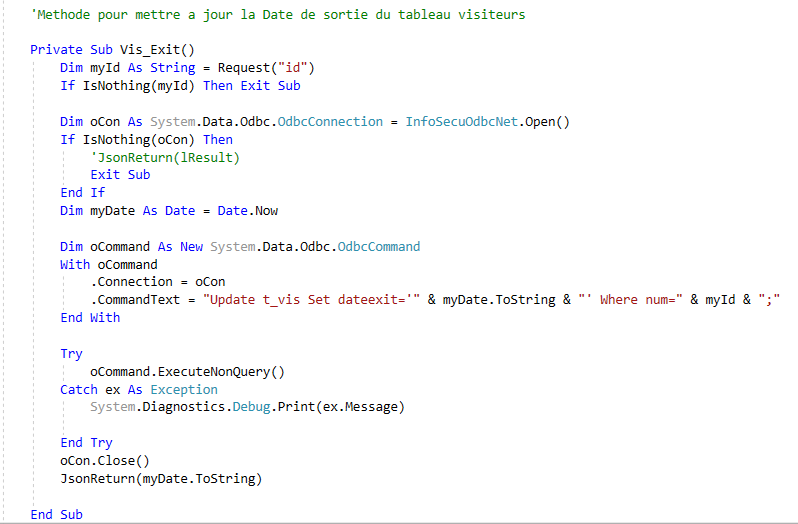 'Methode pour mettre a jour la Date de sortie du tableau visiteurs
Private Sub Vis_Exit()
Dim myId As String = Request("id")
If IsNothing(myId) Then Exit Sub
Dim oCon As System.Data.Odbc.OdbcConnection = InfoSecuOdbcNet.Open()
If IsNothing(oCon) Then
'JsonReturn(lResult)
Exit Sub
End If
Dim myDate As Date = Date.Now
Dim oCommand As New System.Data.Odbc.OdbcCommand
With oCommand
.Connection = oCon
.CommandText = "Update t_vis Set dateexit='" & myDate.ToString & "' Where num=" & myId & ";"
End With
Try
oCommand.ExecuteNonQuery()
Catch ex As Exception
System.Diagnostics.Debug.Print(ex.Message)
End Try
oCon.Close()
JsonReturn(myDate.ToString)
End Sub